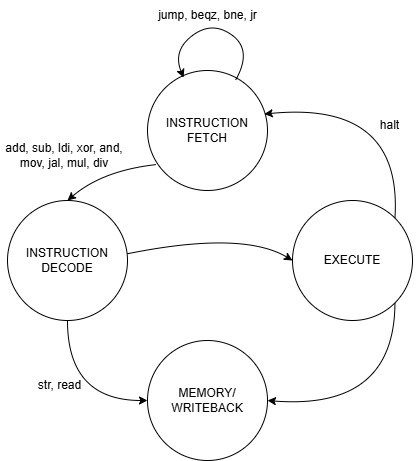 jump, beqz, bne, jr
INSTRUCTION
FETCH
halt
add, sub, ldi, xor, and,
mov, jal, mul, div
INSTRUCTION
DECODE
EXECUTE
str, read
MEMORY/
WRITEBACK